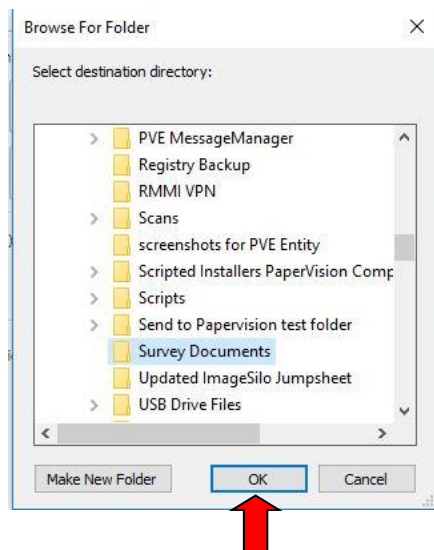 Browse For Folder
Select destination directory:
PVE MessageManager
Registry Backup
RMMI VPN
Scans
screenshots for PVE Entity
Scripted Installers PaperVision Comp
Scripts
Send to Papervision test folder
Survey Documents
Updated ImageSilo Jumpsheet
USB Drive Files
Make New Folder OK Cancel